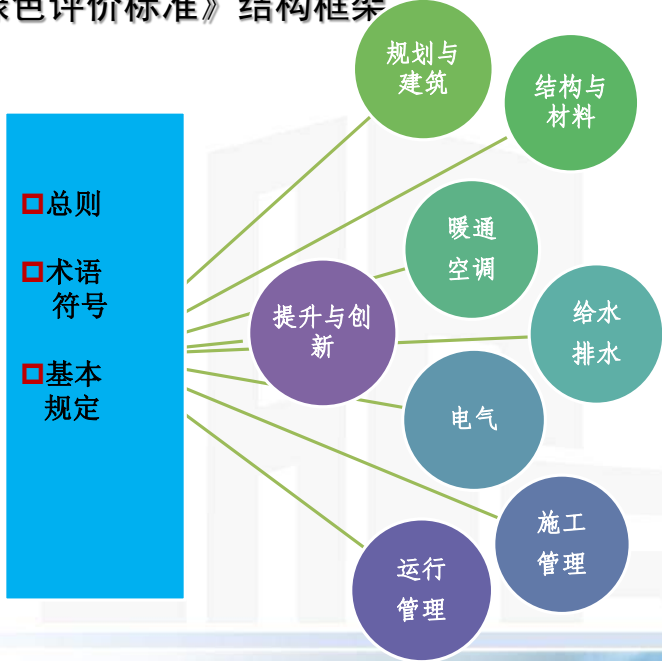 绿色评价标准》结构框架
总则
术语
符号
基本
规定
规划与
建筑
结构与
材料
暖通
空调
提升与创
新
给水
排水
电气
施工
管理
运行
管理